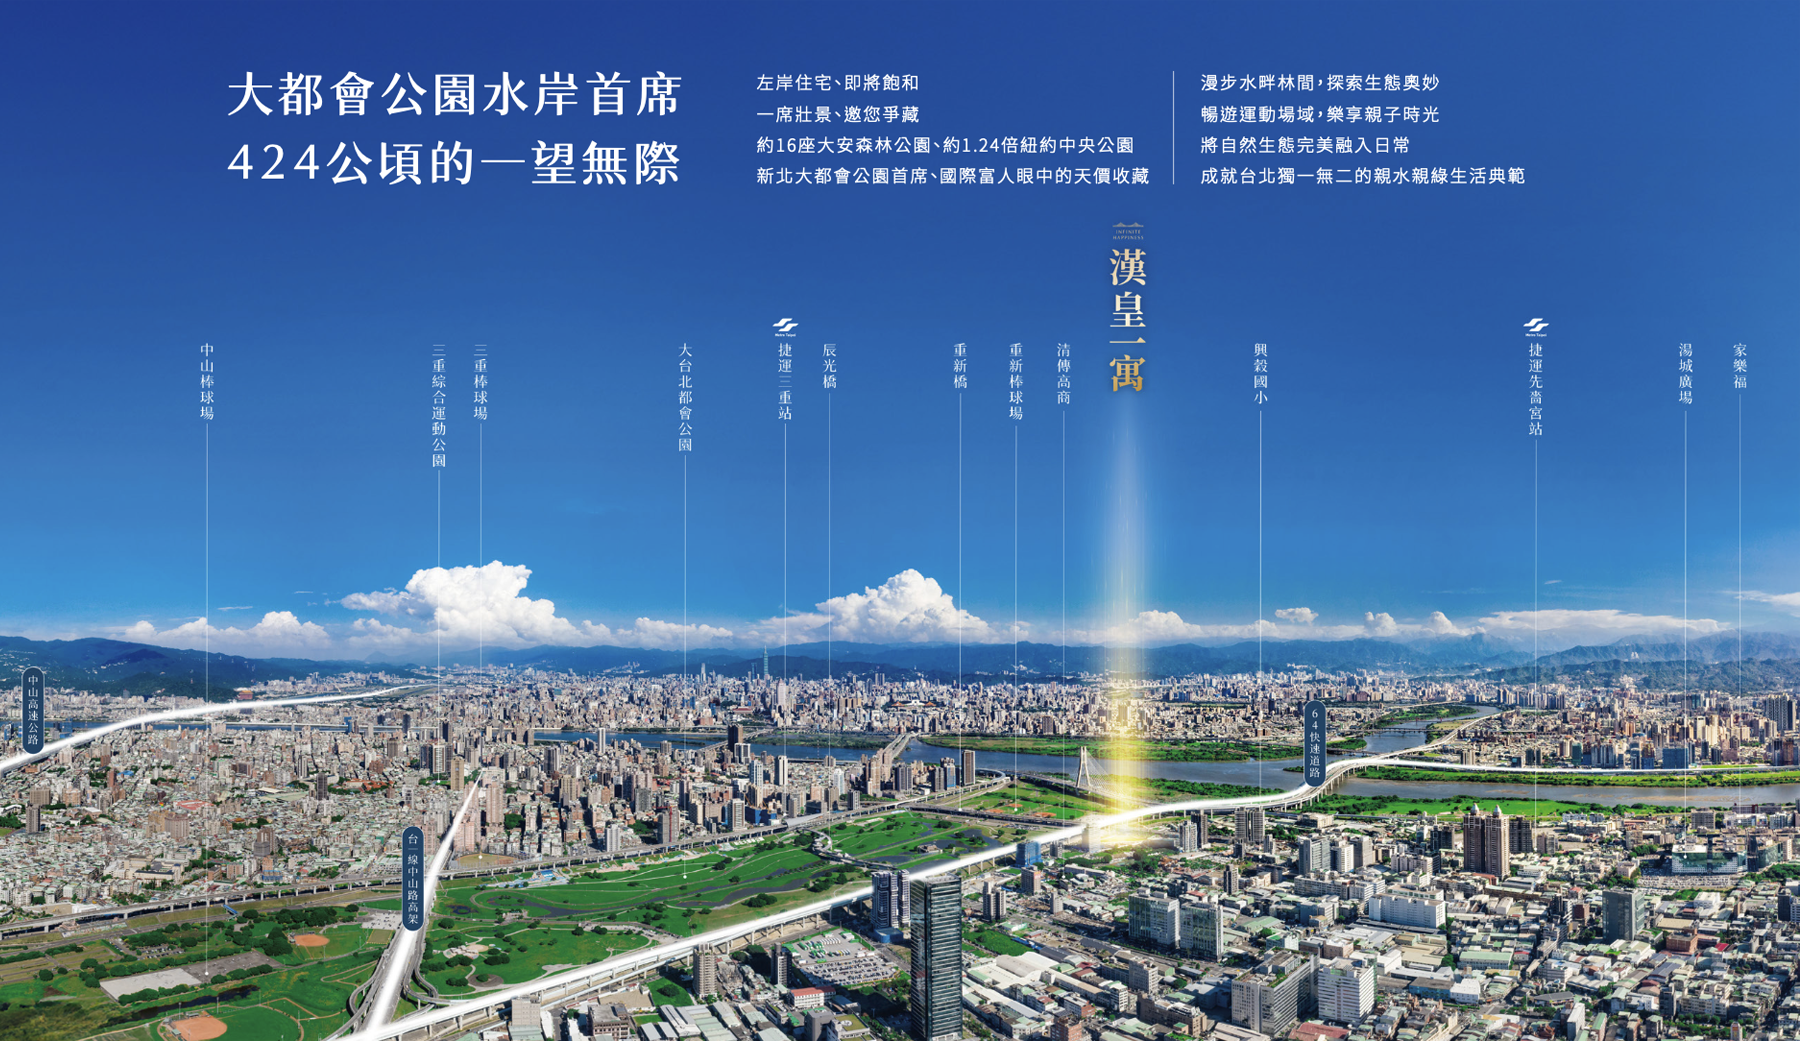 大都會公園水岸首席
424公頃的一望無際
左岸住宅、即將飽和
一席壯景、邀您爭藏
約16座大安森林公園、約1.24倍紐約中央公園
新北大都會公園首席、國際富人眼中的天價收藏
漫步水畔林間，探索生態奧妙
暢遊運動場域，樂享親子時光
將自然生態完美融入日常
成就台北獨一無二的親水親綠生活典範
INFINITE
HAPPINESS
漢皇一寓
中山棒球場
三重綜合運動公園
三重棒球場
大台北都會公園
Metro Taipei
捷運三重站
辰光橋
重新橋
重新棒球場
清傳高商
興穀國小
Metro Taipei
捷運先嗇宮站
湯城廣場
家樂福
中山高速公路
64快速道路
台一線中山路高架